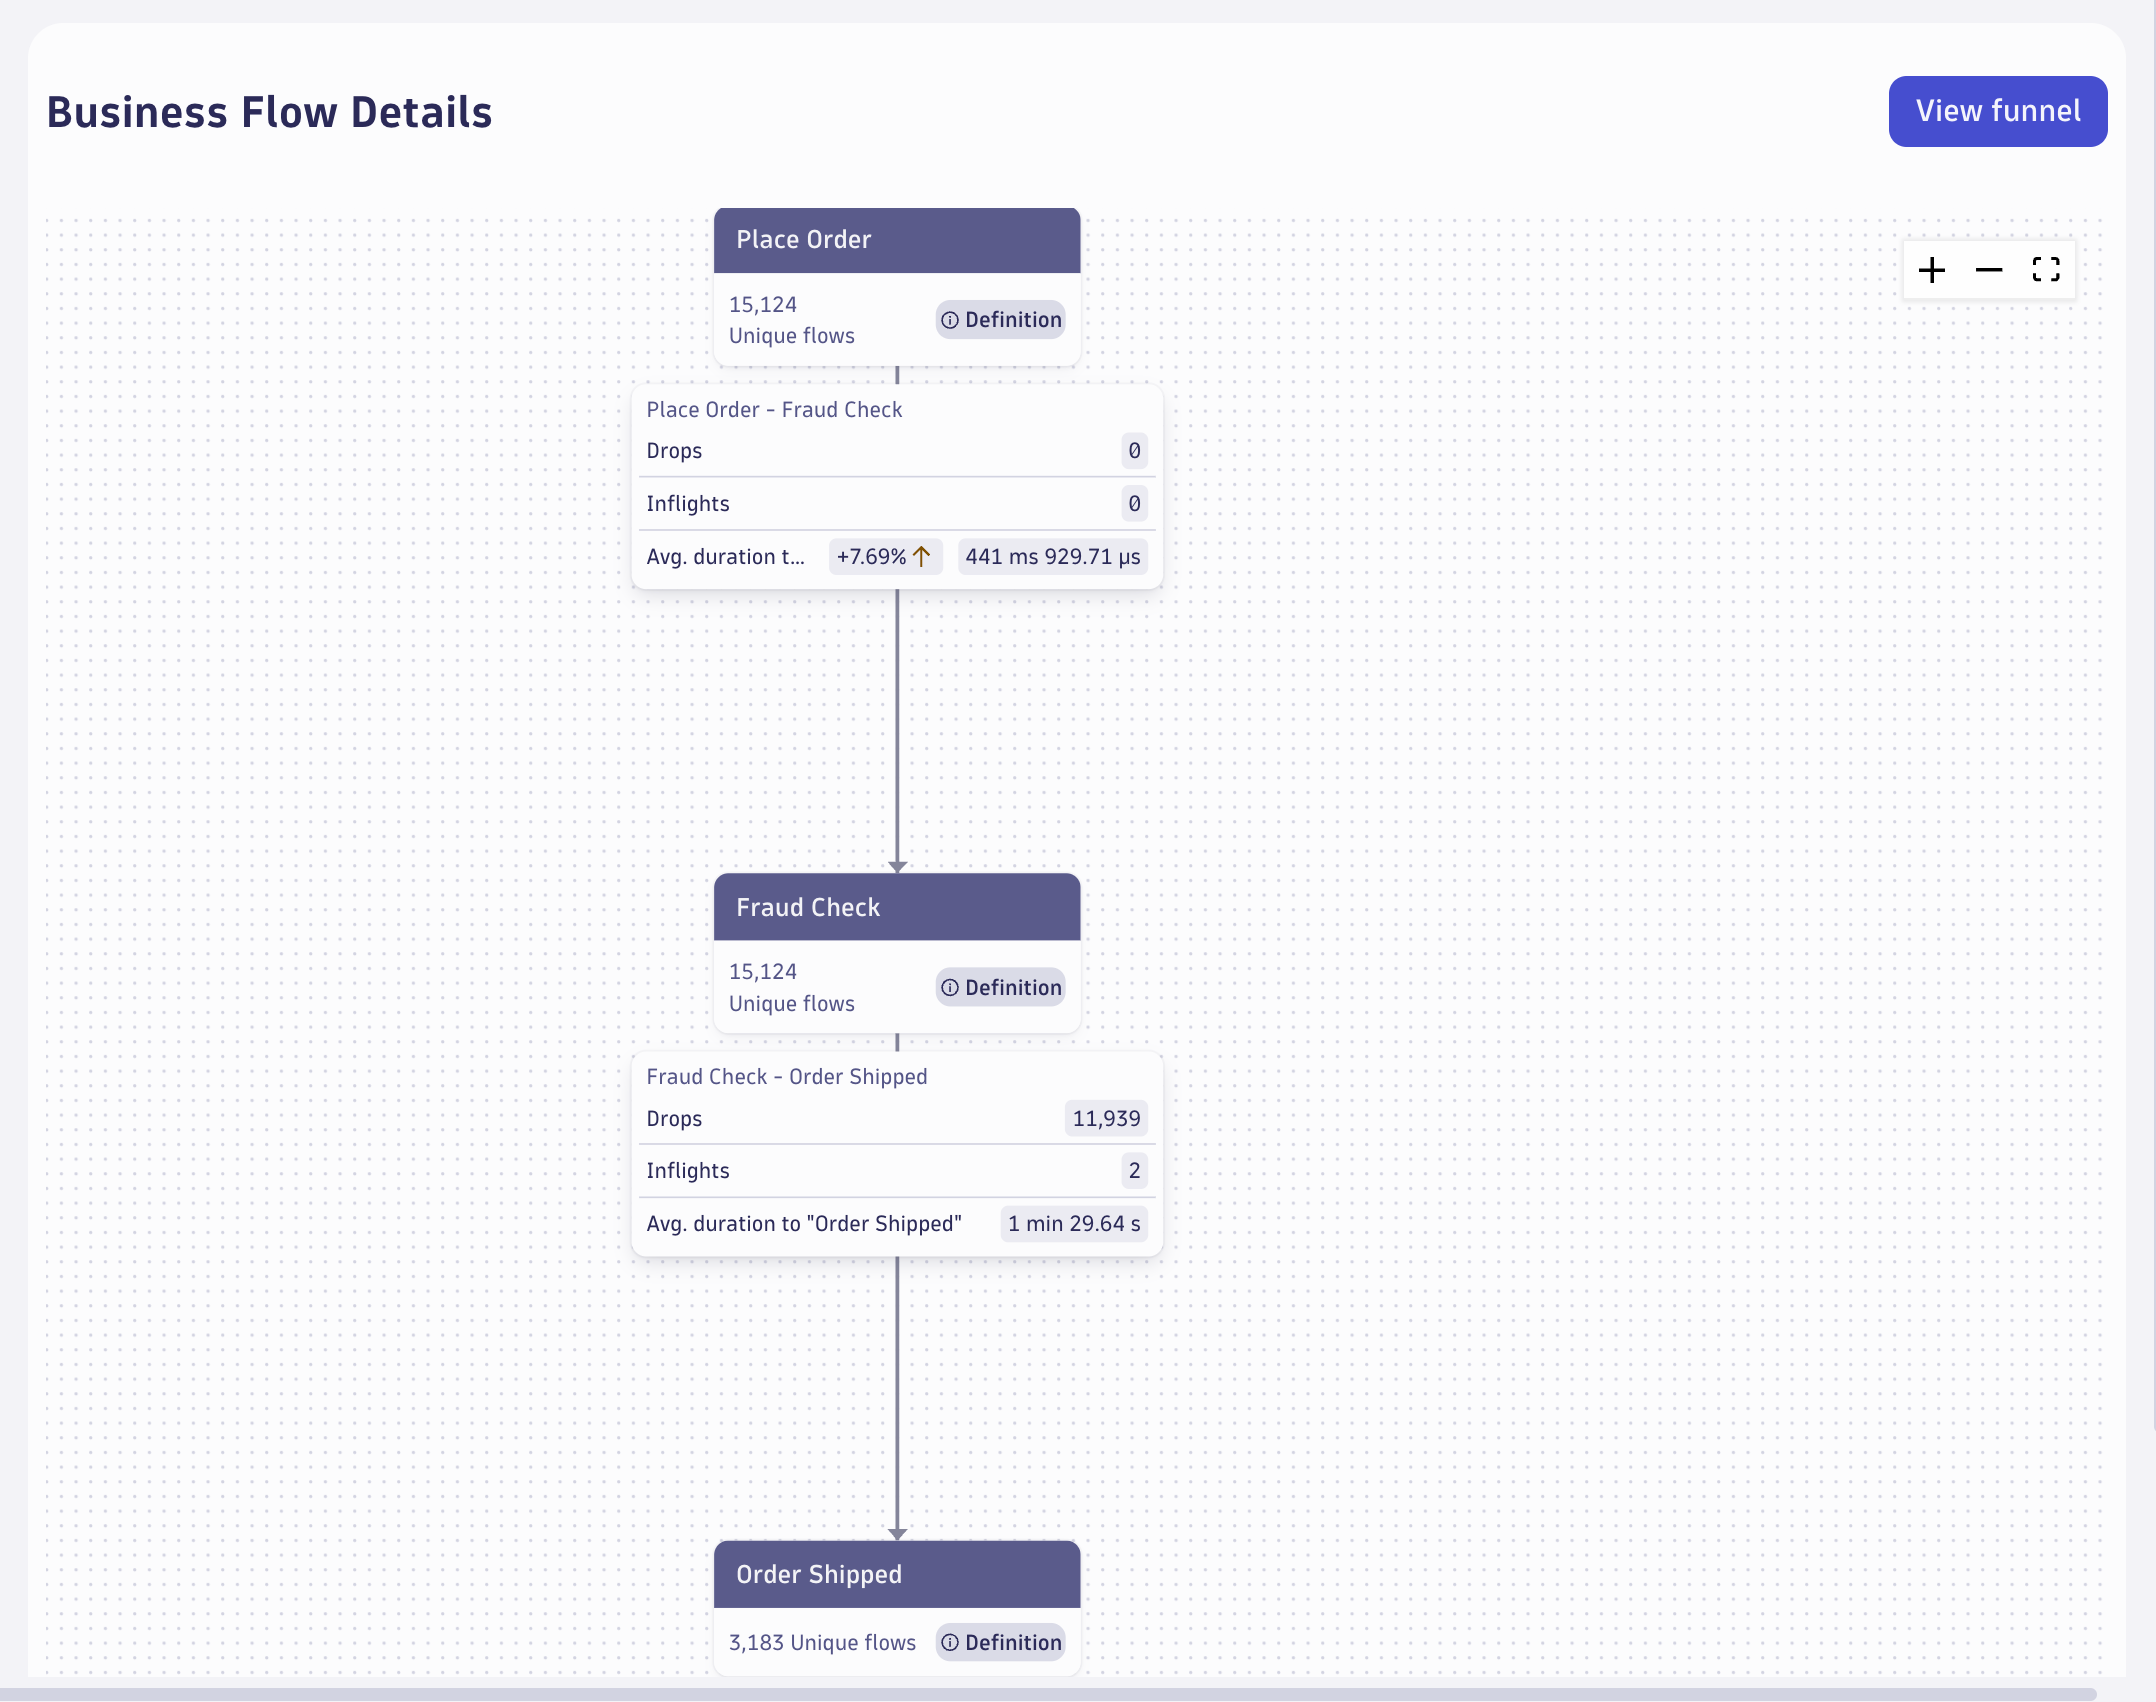 Business Flow Details
View funnel
Place Order
15,124
Unique flows
Definition
Place Order - Fraud Check
Drops 0
Inflights 0
Avg. duration t... +7.69% 441 ms 929.71 µs
Fraud Check
15,124
Unique flows
Definition
Fraud Check - Order Shipped
Drops 11,939
Inflights 2
Avg. duration to "Order Shipped" 1 min 29.64 s
Order Shipped
3,183 Unique flows Definition